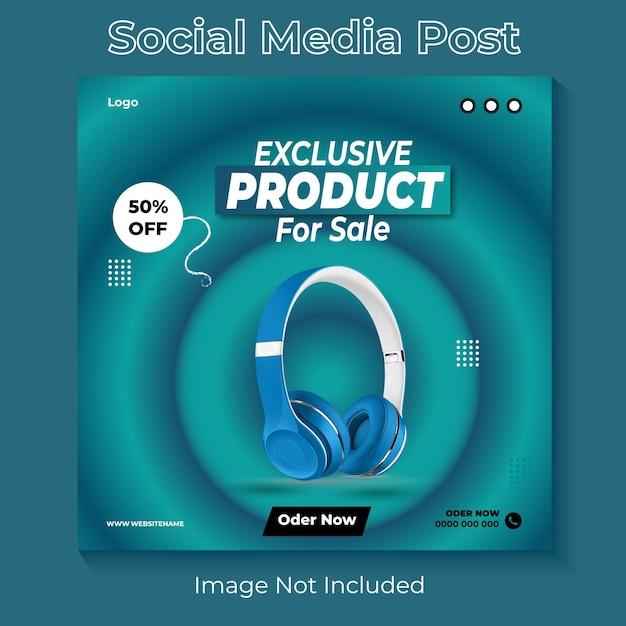 Social Media Post
Logo
EXCLUSIVE
PRODUCT
For Sale
50%
OFF
WWW.WEBSITENAME
Oder Now
ORDER NOW
0000 000 000
Image Not Included